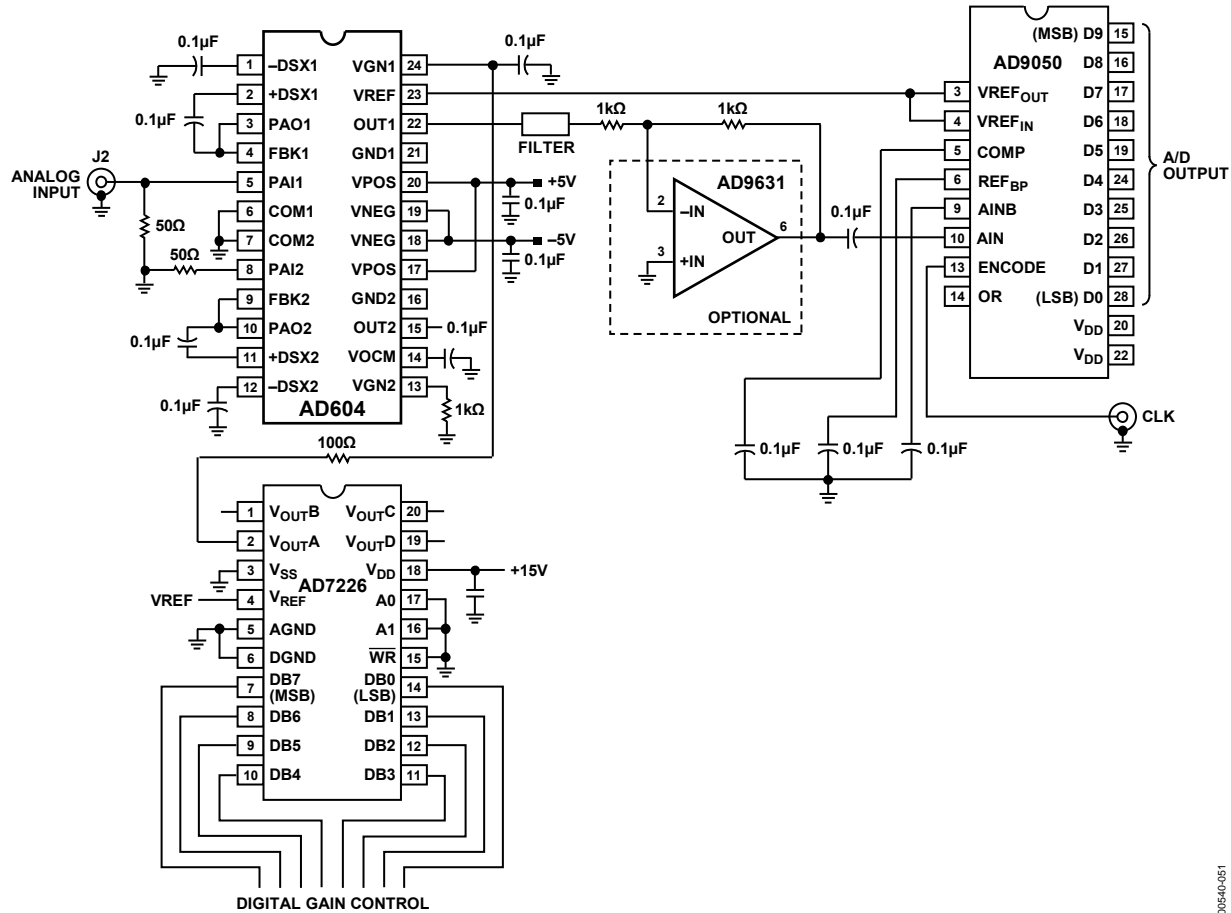 0.1µF
1 –DSX1
2 +DSX1
0.1µF
3 PAO1
4 FBK1
J2
ANALOG
INPUT
5 PAI1
50Ω
6 COM1
7 COM2
50Ω
8 PAI2
9 FBK2
10 PAO2
0.1µF
11 +DSX2
12 –DSX2
0.1µF
VGN1 24
VREF 23
OUT1 22
GND1 21
VPOS 20
VNEG 19
VNEG 18
VPOS 17
GND2 16
OUT2 15
VOCM 14
VGN2 13
AD604
0.1µF
+5V
0.1µF
–5V
0.1µF
0.1µF
1kΩ
100Ω
FILTER
1kΩ
1kΩ
AD9631
2 –IN
3 +IN
OUT 6
OPTIONAL
0.1µF
AD9050
3 VREFOUT
4 VREFIN
5 COMP
6 REFBP
9 AINB
10 AIN
13 ENCODE
14 OR
(MSB) D9 15
D8 16
D7 17
D6 18
D5 19
D4 24
D3 25
D2 26
D1 27
(LSB) D0 28
VDD 20
VDD 22
A/D
OUTPUT
CLK
0.1µF
0.1µF
0.1µF
1 VOUTB
2 VOUTA
3 VSS
VREF
4 VREF
5 AGND
6 DGND
7 DB7
(MSB)
8 DB6
9 DB5
10 DB4
AD7226
VOUTC 20
VOUTD 19
VDD 18
+15V
A0 17
A1 16
WR 15
DB0 14
(LSB)
DB1 13
DB2 12
DB3 11
DIGITAL GAIN CONTROL
00540-051